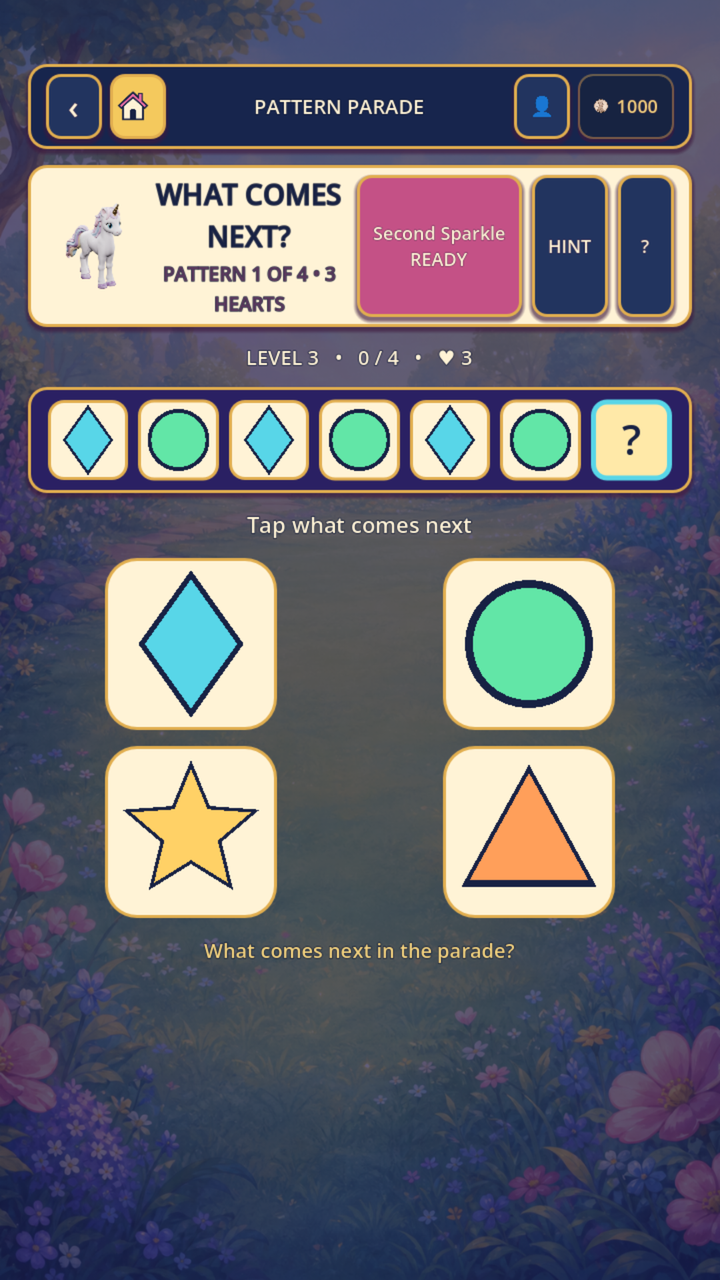 ‹
PATTERN PARADE
1000
WHAT COMES
NEXT?
PATTERN 1 OF 4 • 3
HEARTS
Second Sparkle
READY
HINT
?
LEVEL 3 • 0 / 4 • ♥ 3
?
Tap what comes next
What comes next in the parade?